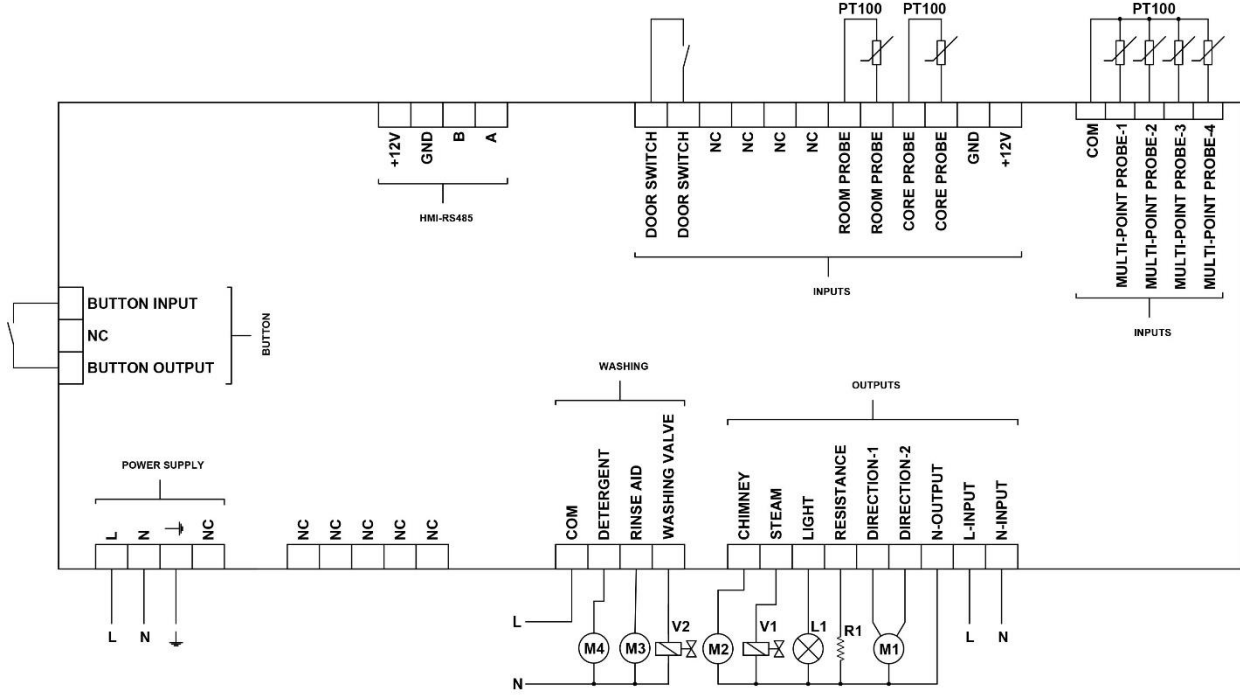 PT100 PT100 PT100
+12V GND B A
DOOR SWITCH DOOR SWITCH NC NC NC NC ROOM PROBE ROOM PROBE CORE PROBE CORE PROBE GND +12V
COM MULTI-POINT PROBE-1 MULTI-POINT PROBE-2 MULTI-POINT PROBE-3 MULTI-POINT PROBE-4
HMI-RS485
INPUTS
INPUTS
BUTTON INPUT
NC
BUTTON OUTPUT
BUTTON
WASHING
OUTPUTS
POWER SUPPLY
L N NC
NC NC NC NC NC
COM DETERGENT RINSE AID WASHING VALVE
CHIMNEY STEAM LIGHT RESISTANCE DIRECTION-1 DIRECTION-2 N-OUTPUT L-INPUT N-INPUT
L N
L
M4 M3 V2 M2 V1 L1 R1 M1
L N
N